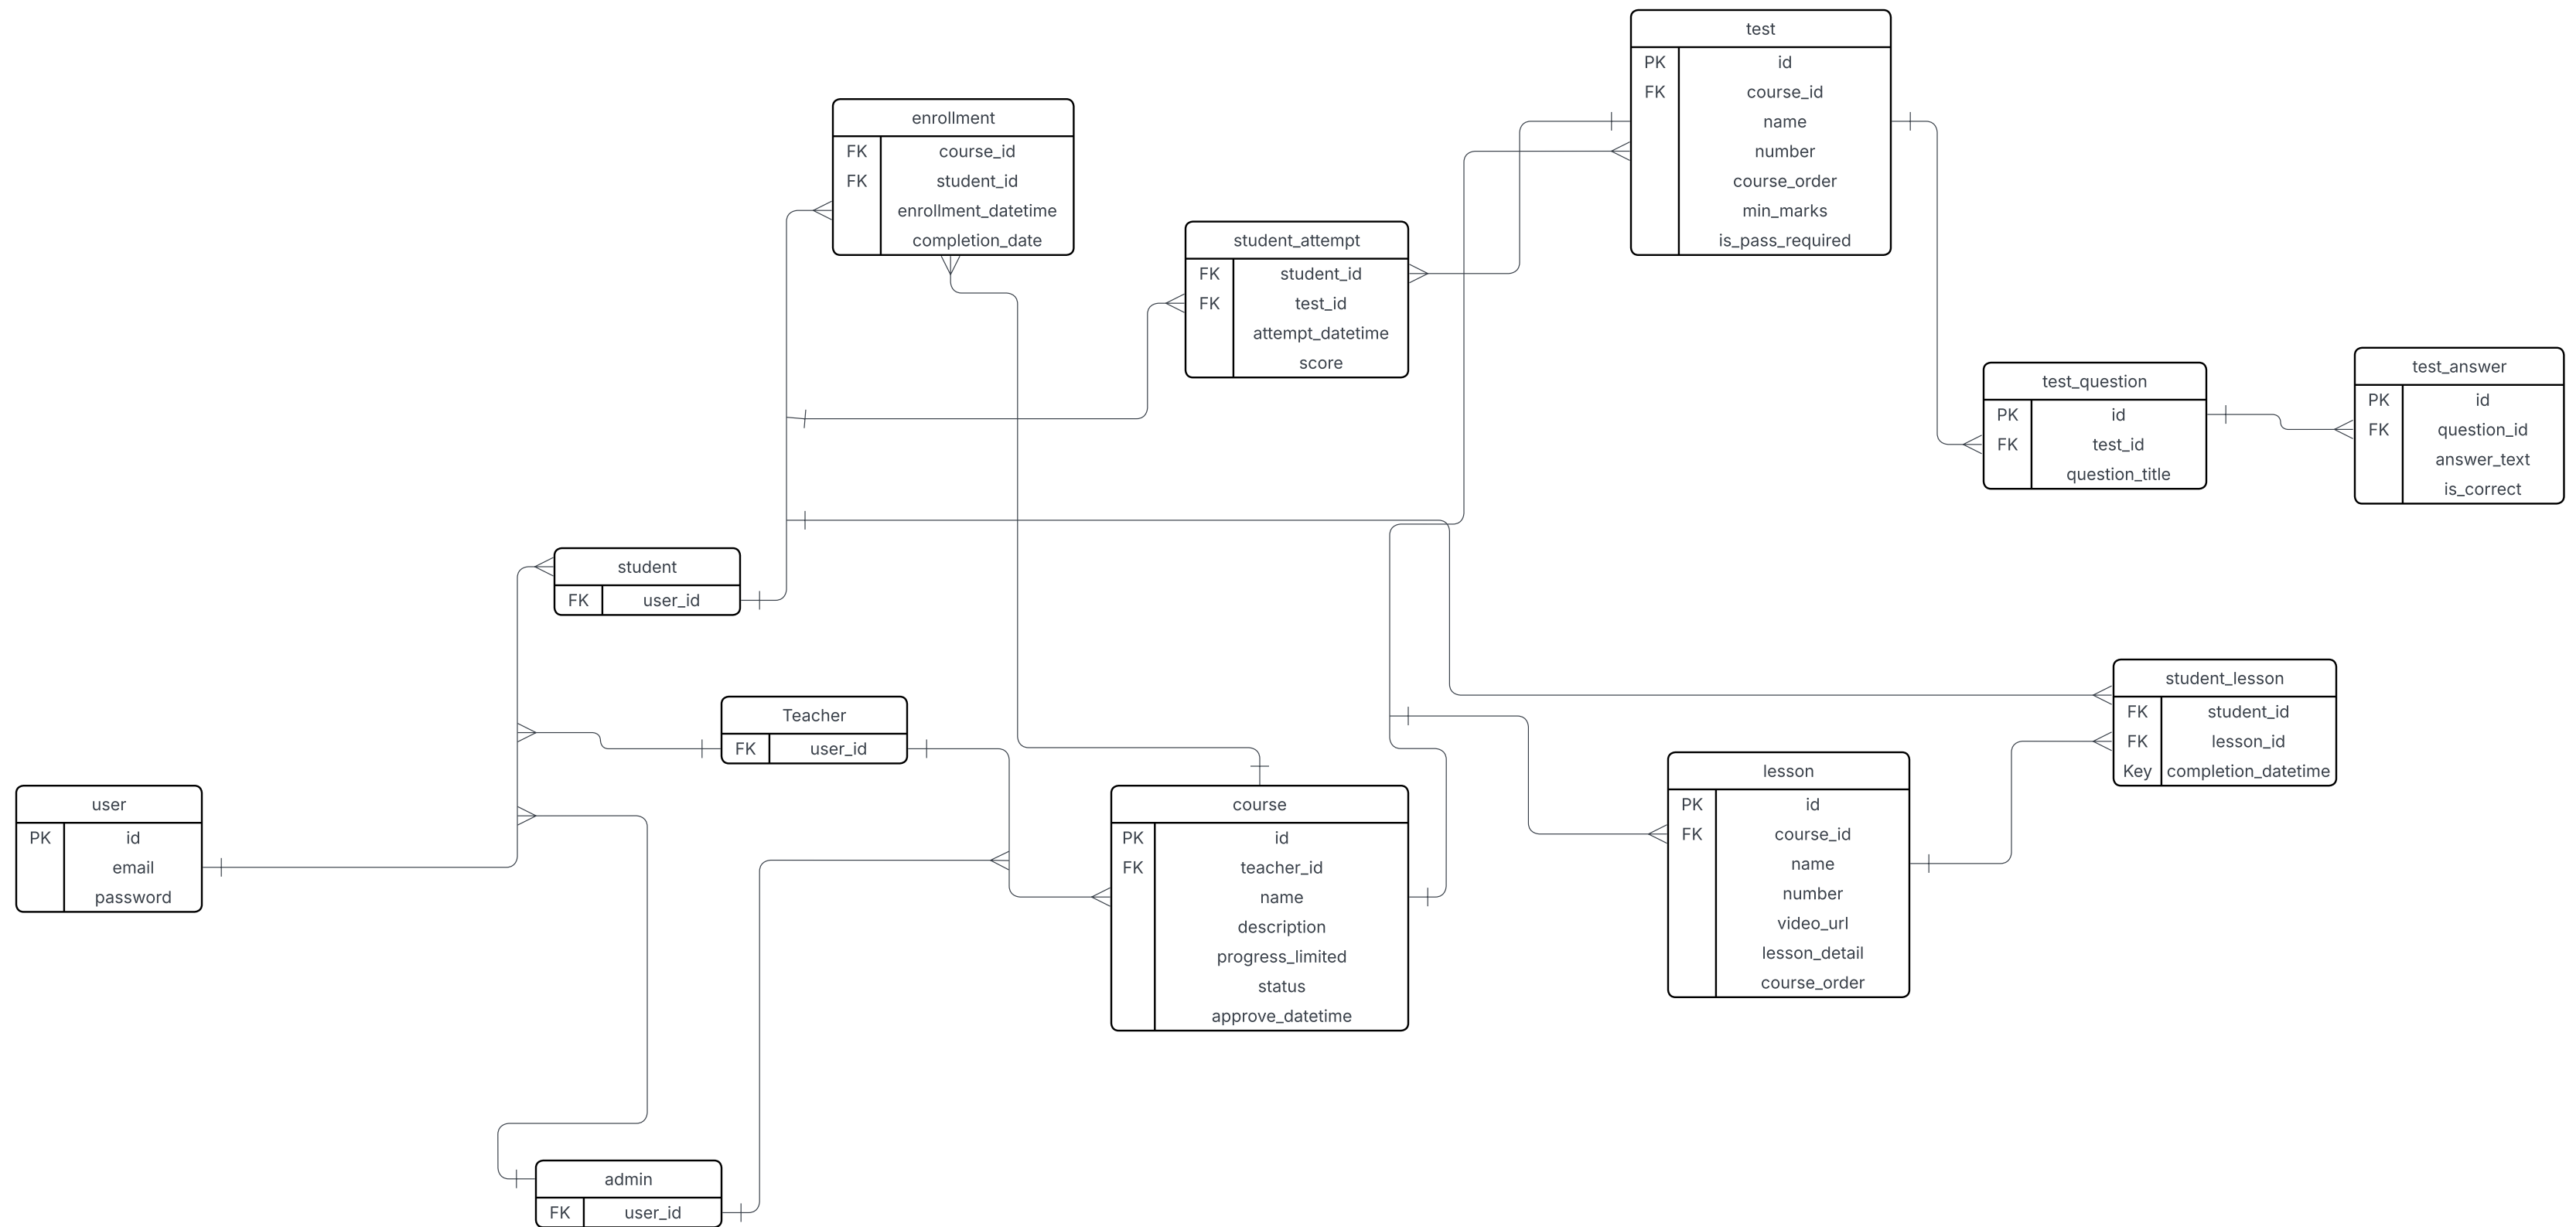 test
PK id
FK course_id
name
number
course_order
min_marks
is_pass_required
enrollment
FK course_id
FK student_id
enrollment_datetime
completion_date
student_attempt
FK student_id
FK test_id
attempt_datetime
score
test_question
PK id
FK test_id
question_title
test_answer
PK id
FK question_id
answer_text
is_correct
student
FK user_id
student_lesson
FK student_id
FK lesson_id
Key completion_datetime
Teacher
FK user_id
lesson
PK id
FK course_id
name
number
video_url
lesson_detail
course_order
user
PK id
email
password
course
PK id
FK teacher_id
name
description
progress_limited
status
approve_datetime
admin
FK user_id